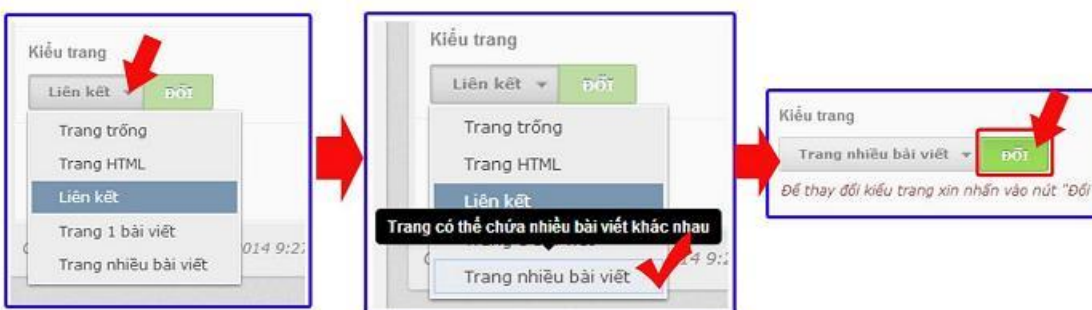 Kiểu trang
Liên kết ĐỔI
Trang trống
Trang HTML
Liên kết
Trang 1 bài viết
014 9:27
Trang nhiều bài viết
Kiểu trang
Liên kết ĐỔI
Trang trống
Trang HTML
Liên kết
Trang có thể chứa nhiều bài viết khác nhau
4 9:2
Trang nhiều bài viết
Kiểu trang
Trang nhiều bài viết ĐỔI
Để thay đổi kiểu trang xin nhấn vào nút "Đổi